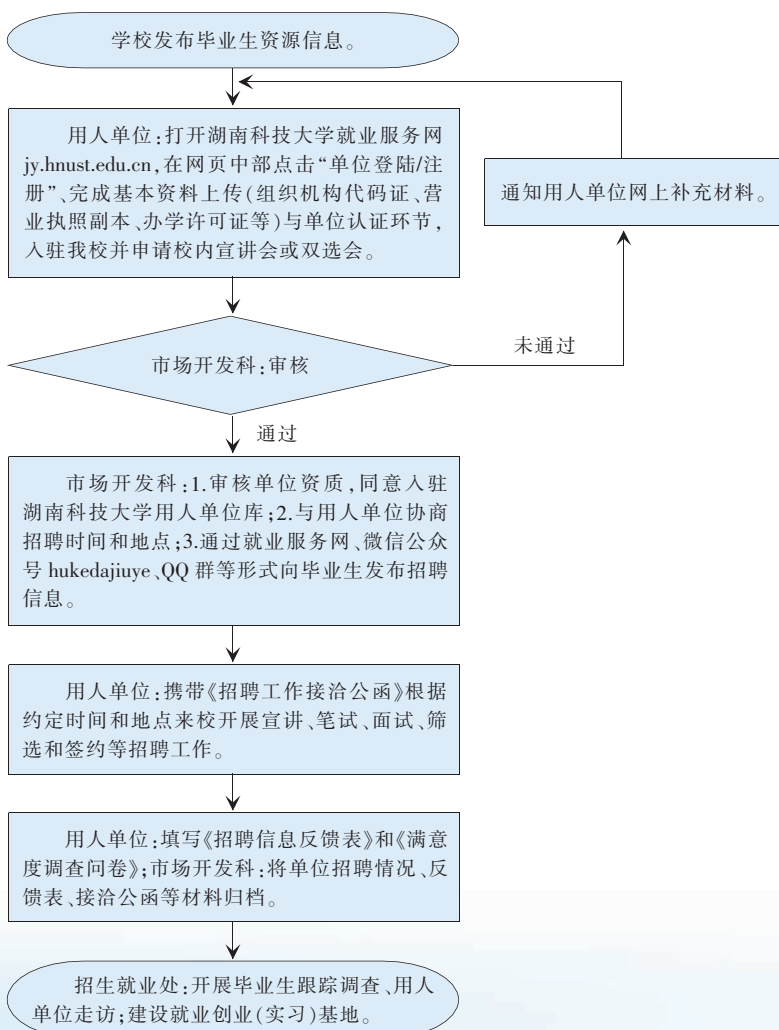 学校发布毕业生资源信息。
用人单位:打开湖南科技大学就业服务网
jy.hnust.edu.cn,在网页中部点击“单位登陆/注
册”、完成基本资料上传(组织机构代码证、营
业执照副本、办学许可证等)与单位认证环节,
入驻我校并申请校内宣讲会或双选会。
通知用人单位网上补充材料。
市场开发科:审核
未通过
通过
市场开发科:1.审核单位资质,同意入驻
湖南科技大学用人单位库;2.与用人单位协商
招聘时间和地点;3.通过就业服务网、微信公众
号 hukedajiuye、QQ 群等形式向毕业生发布招聘
信息。
用人单位:携带《招聘工作接洽公函》根据
约定时间和地点来校开展宣讲、笔试、面试、筛
选和签约等招聘工作。
用人单位:填写《招聘信息反馈表》和《满意
度调查问卷》;市场开发科:将单位招聘情况、反
馈表、接洽公函等材料归档。
招生就业处:开展毕业生跟踪调查、用人
单位走访;建设就业创业(实习)基地。